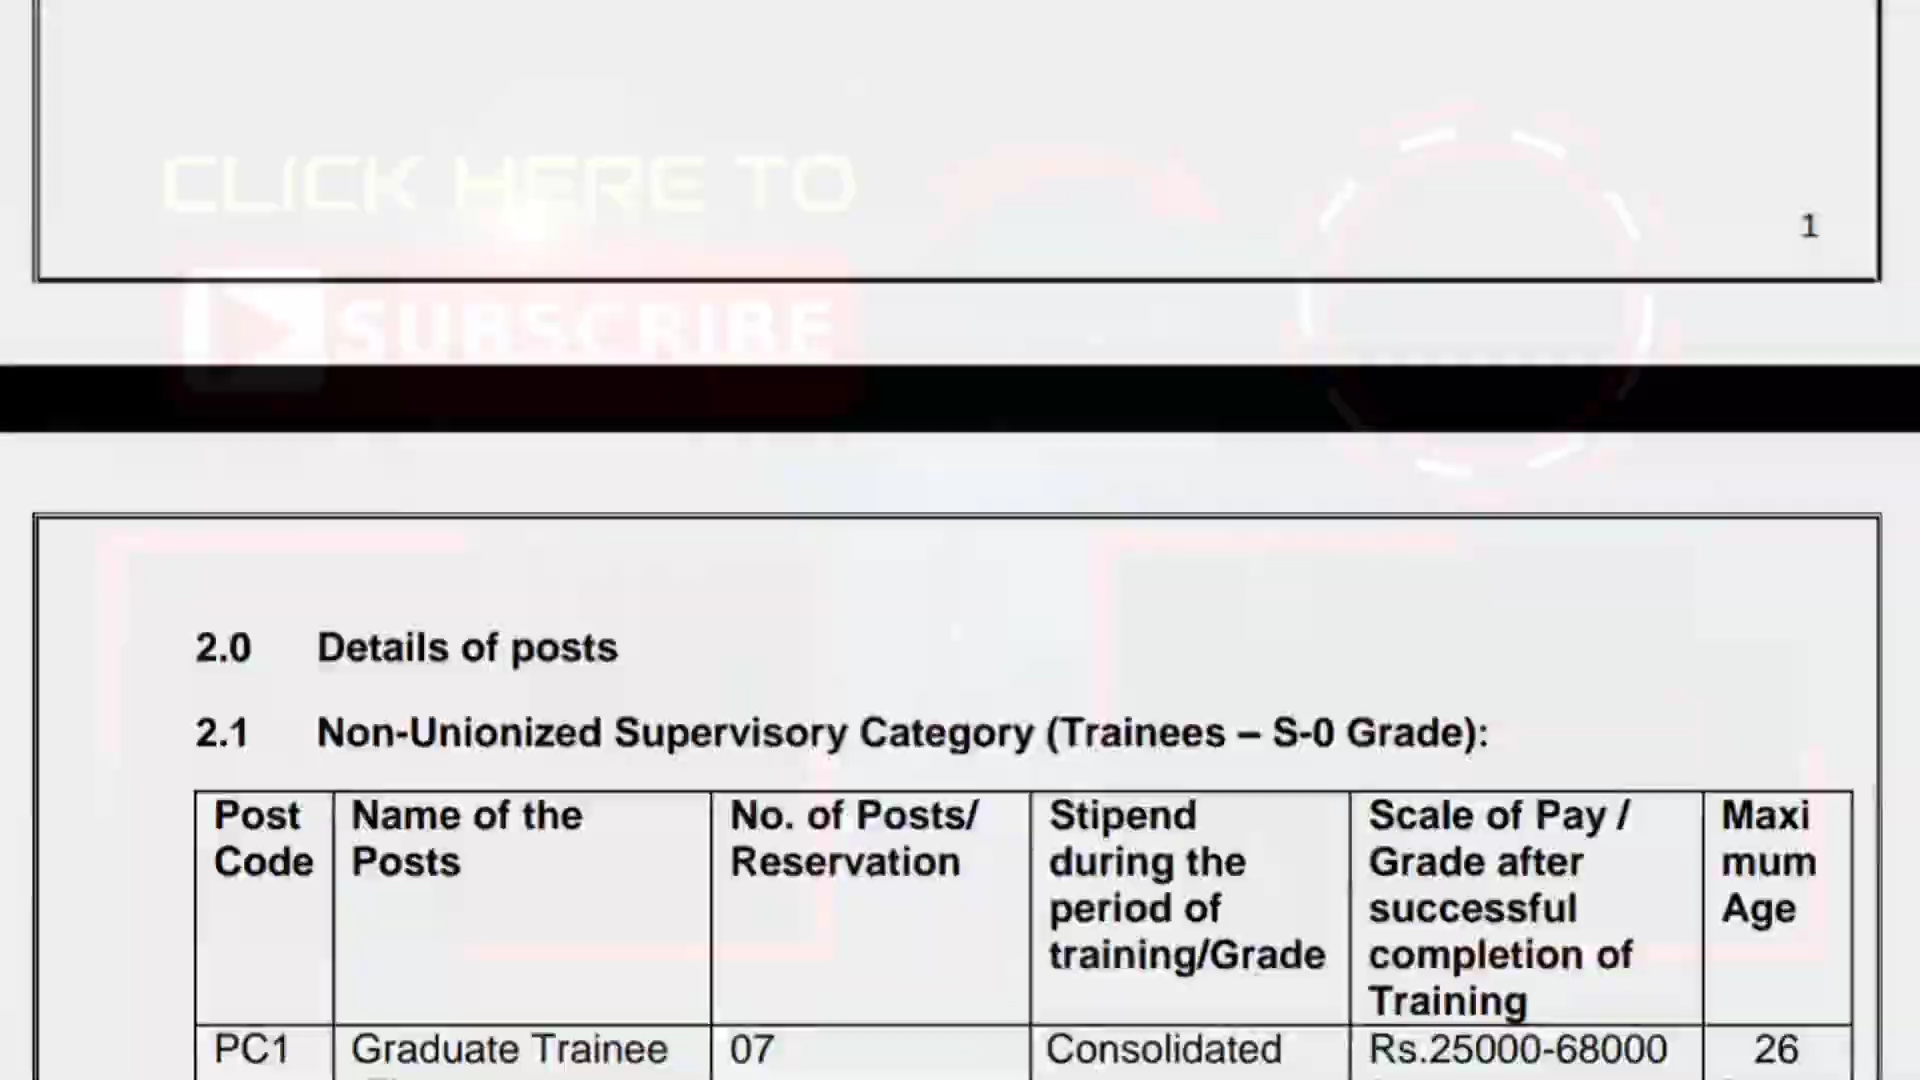 CLICK HERE TO
SUBSCRIBE
1
2.0 Details of posts
2.1 Non-Unionized Supervisory Category (Trainees – S-0 Grade):
Post Code
Name of the Posts
No. of Posts/ Reservation
Stipend during the period of training/Grade
Scale of Pay / Grade after successful completion of Training
Maxi mum Age
PC1 Graduate Trainee 07 Consolidated Rs.25000-68000 26